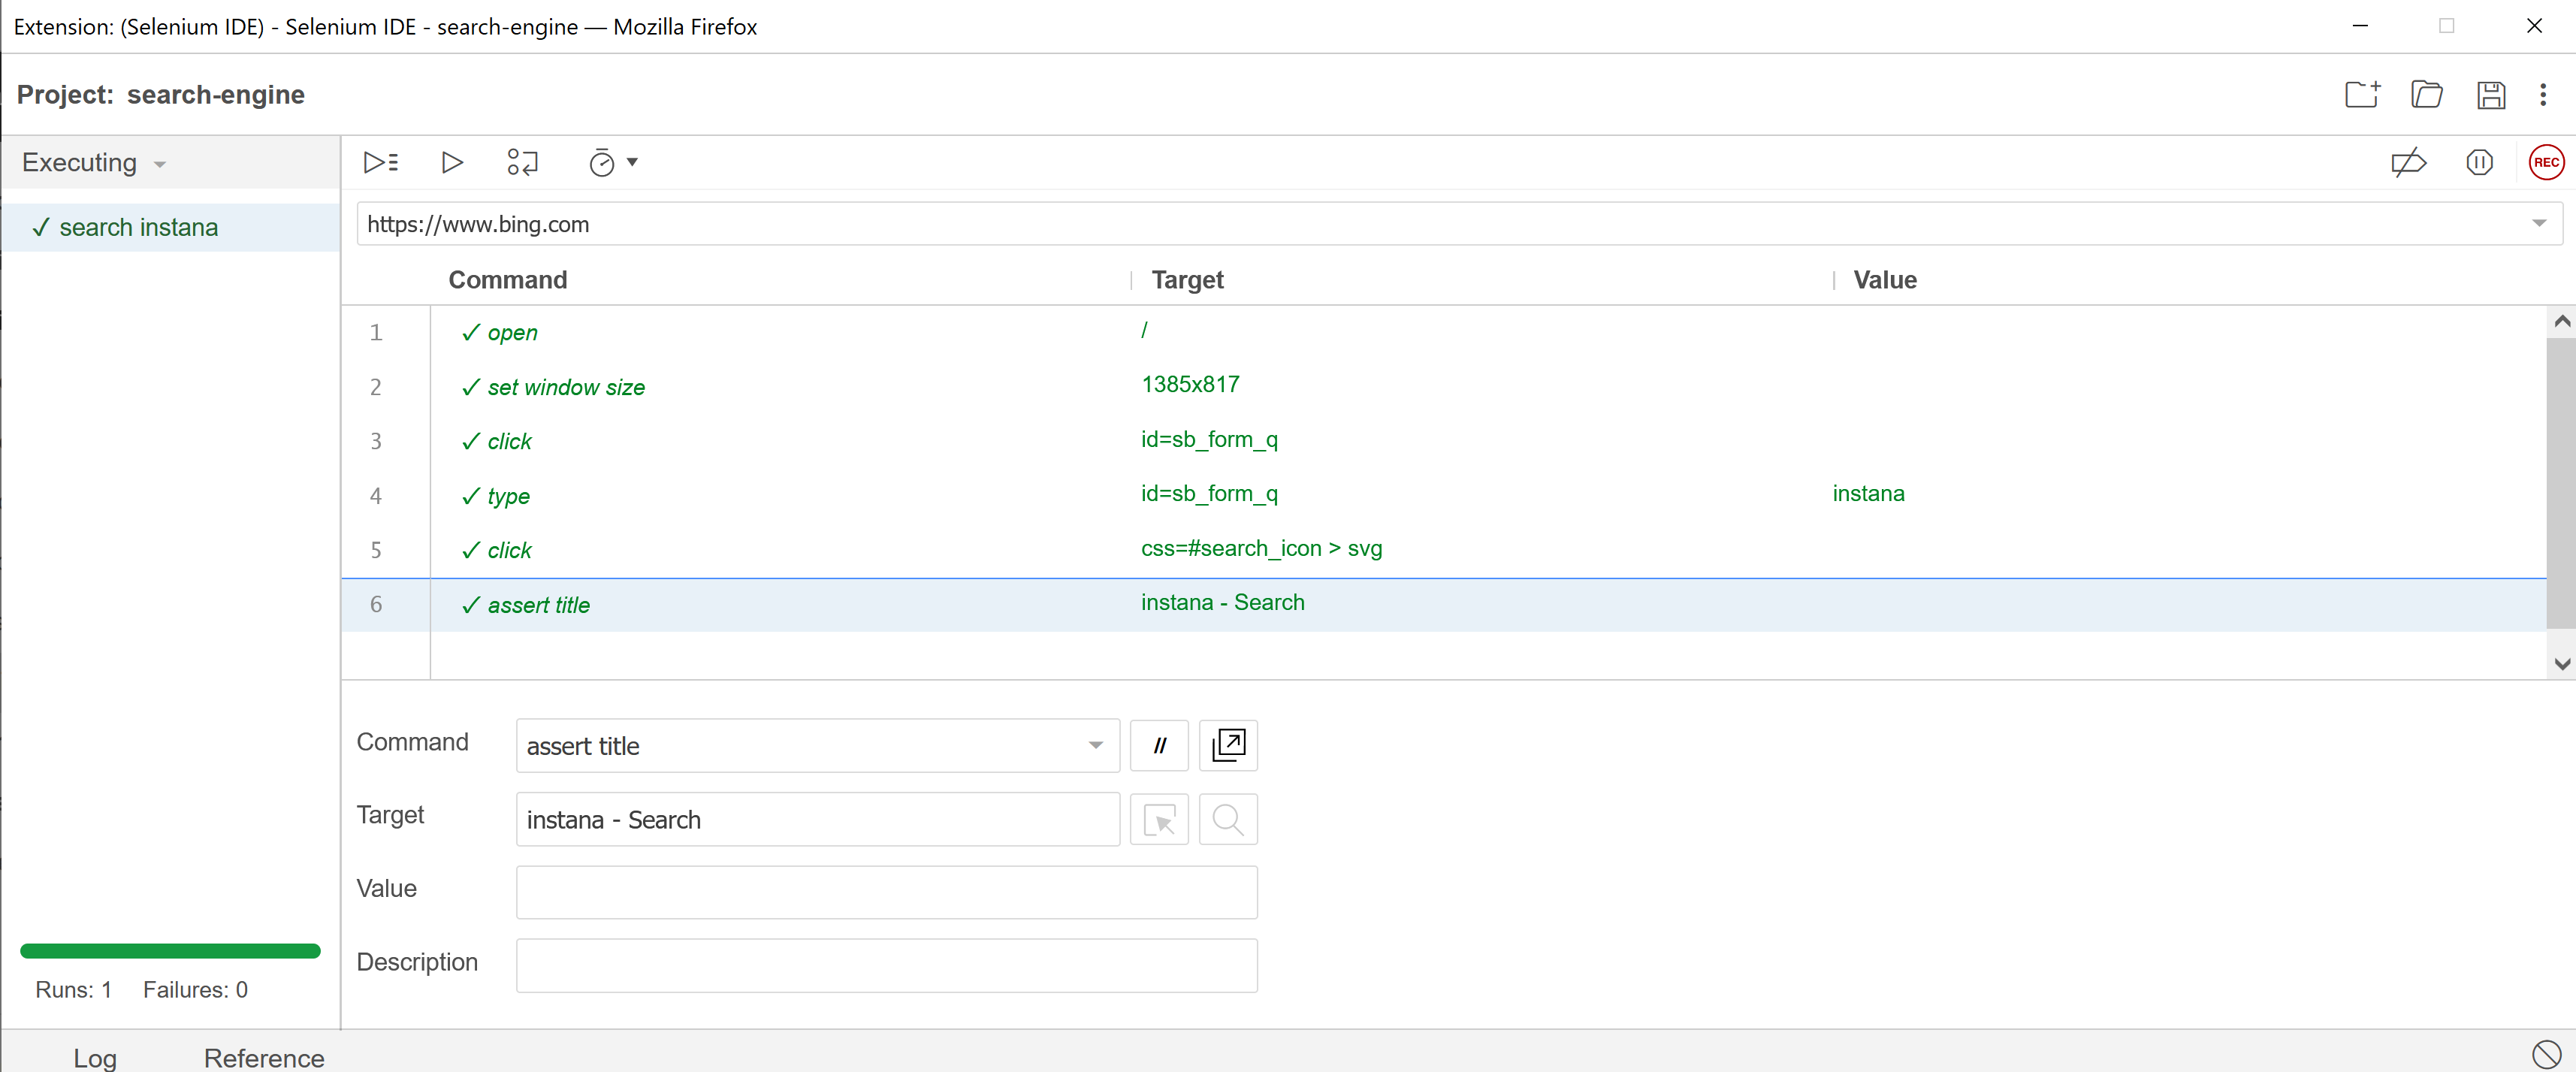 Extension: (Selenium IDE) - Selenium IDE - search-engine — Mozilla Firefox
Project: search-engine
Executing
REC
✓ search instana
https://www.bing.com
Command Target Value
1 ✓ open /
2 ✓ set window size 1385x817
3 ✓ click id=sb_form_q
4 ✓ type id=sb_form_q instana
5 ✓ click css=#search_icon > svg
6 ✓ assert title instana - Search
Command assert title //
Target instana - Search
Value
Description
Runs: 1 Failures: 0
Log Reference